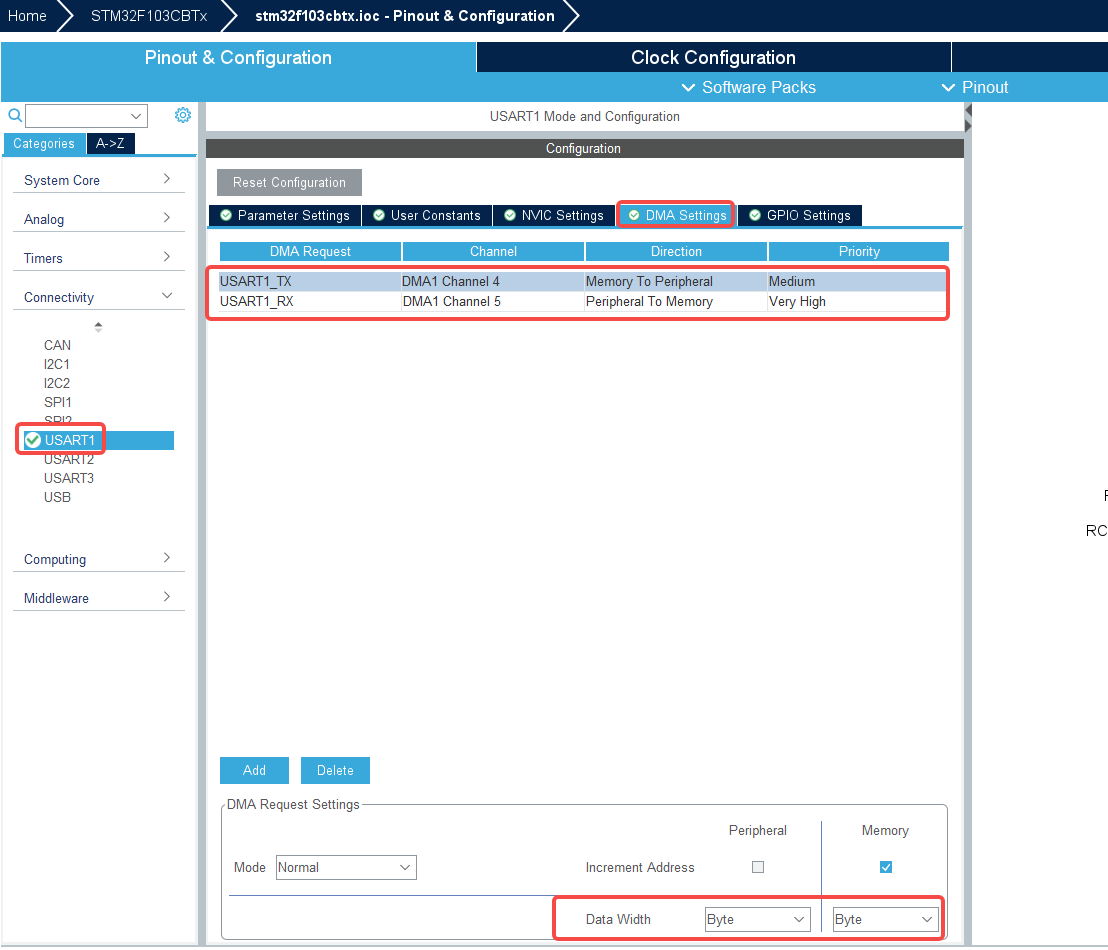 Home STM32F103CBTx stm32f103cbtx.ioc - Pinout & Configuration
Pinout & Configuration Clock Configuration
Software Packs Pinout
USART1 Mode and Configuration
Categories A->Z
Configuration
System Core
Analog
Timers
Connectivity
CAN
I2C1
I2C2
SPI1
SPI2
USART1
USART2
USART3
USB
Computing
Middleware
Reset Configuration
Parameter Settings User Constants NVIC Settings DMA Settings GPIO Settings
DMA Request Channel Direction Priority
USART1_TX DMA1 Channel 4 Memory To Peripheral Medium
USART1_RX DMA1 Channel 5 Peripheral To Memory Very High
Add Delete
DMA Request Settings
Peripheral Memory
Mode Normal Increment Address
Data Width Byte Byte
RC